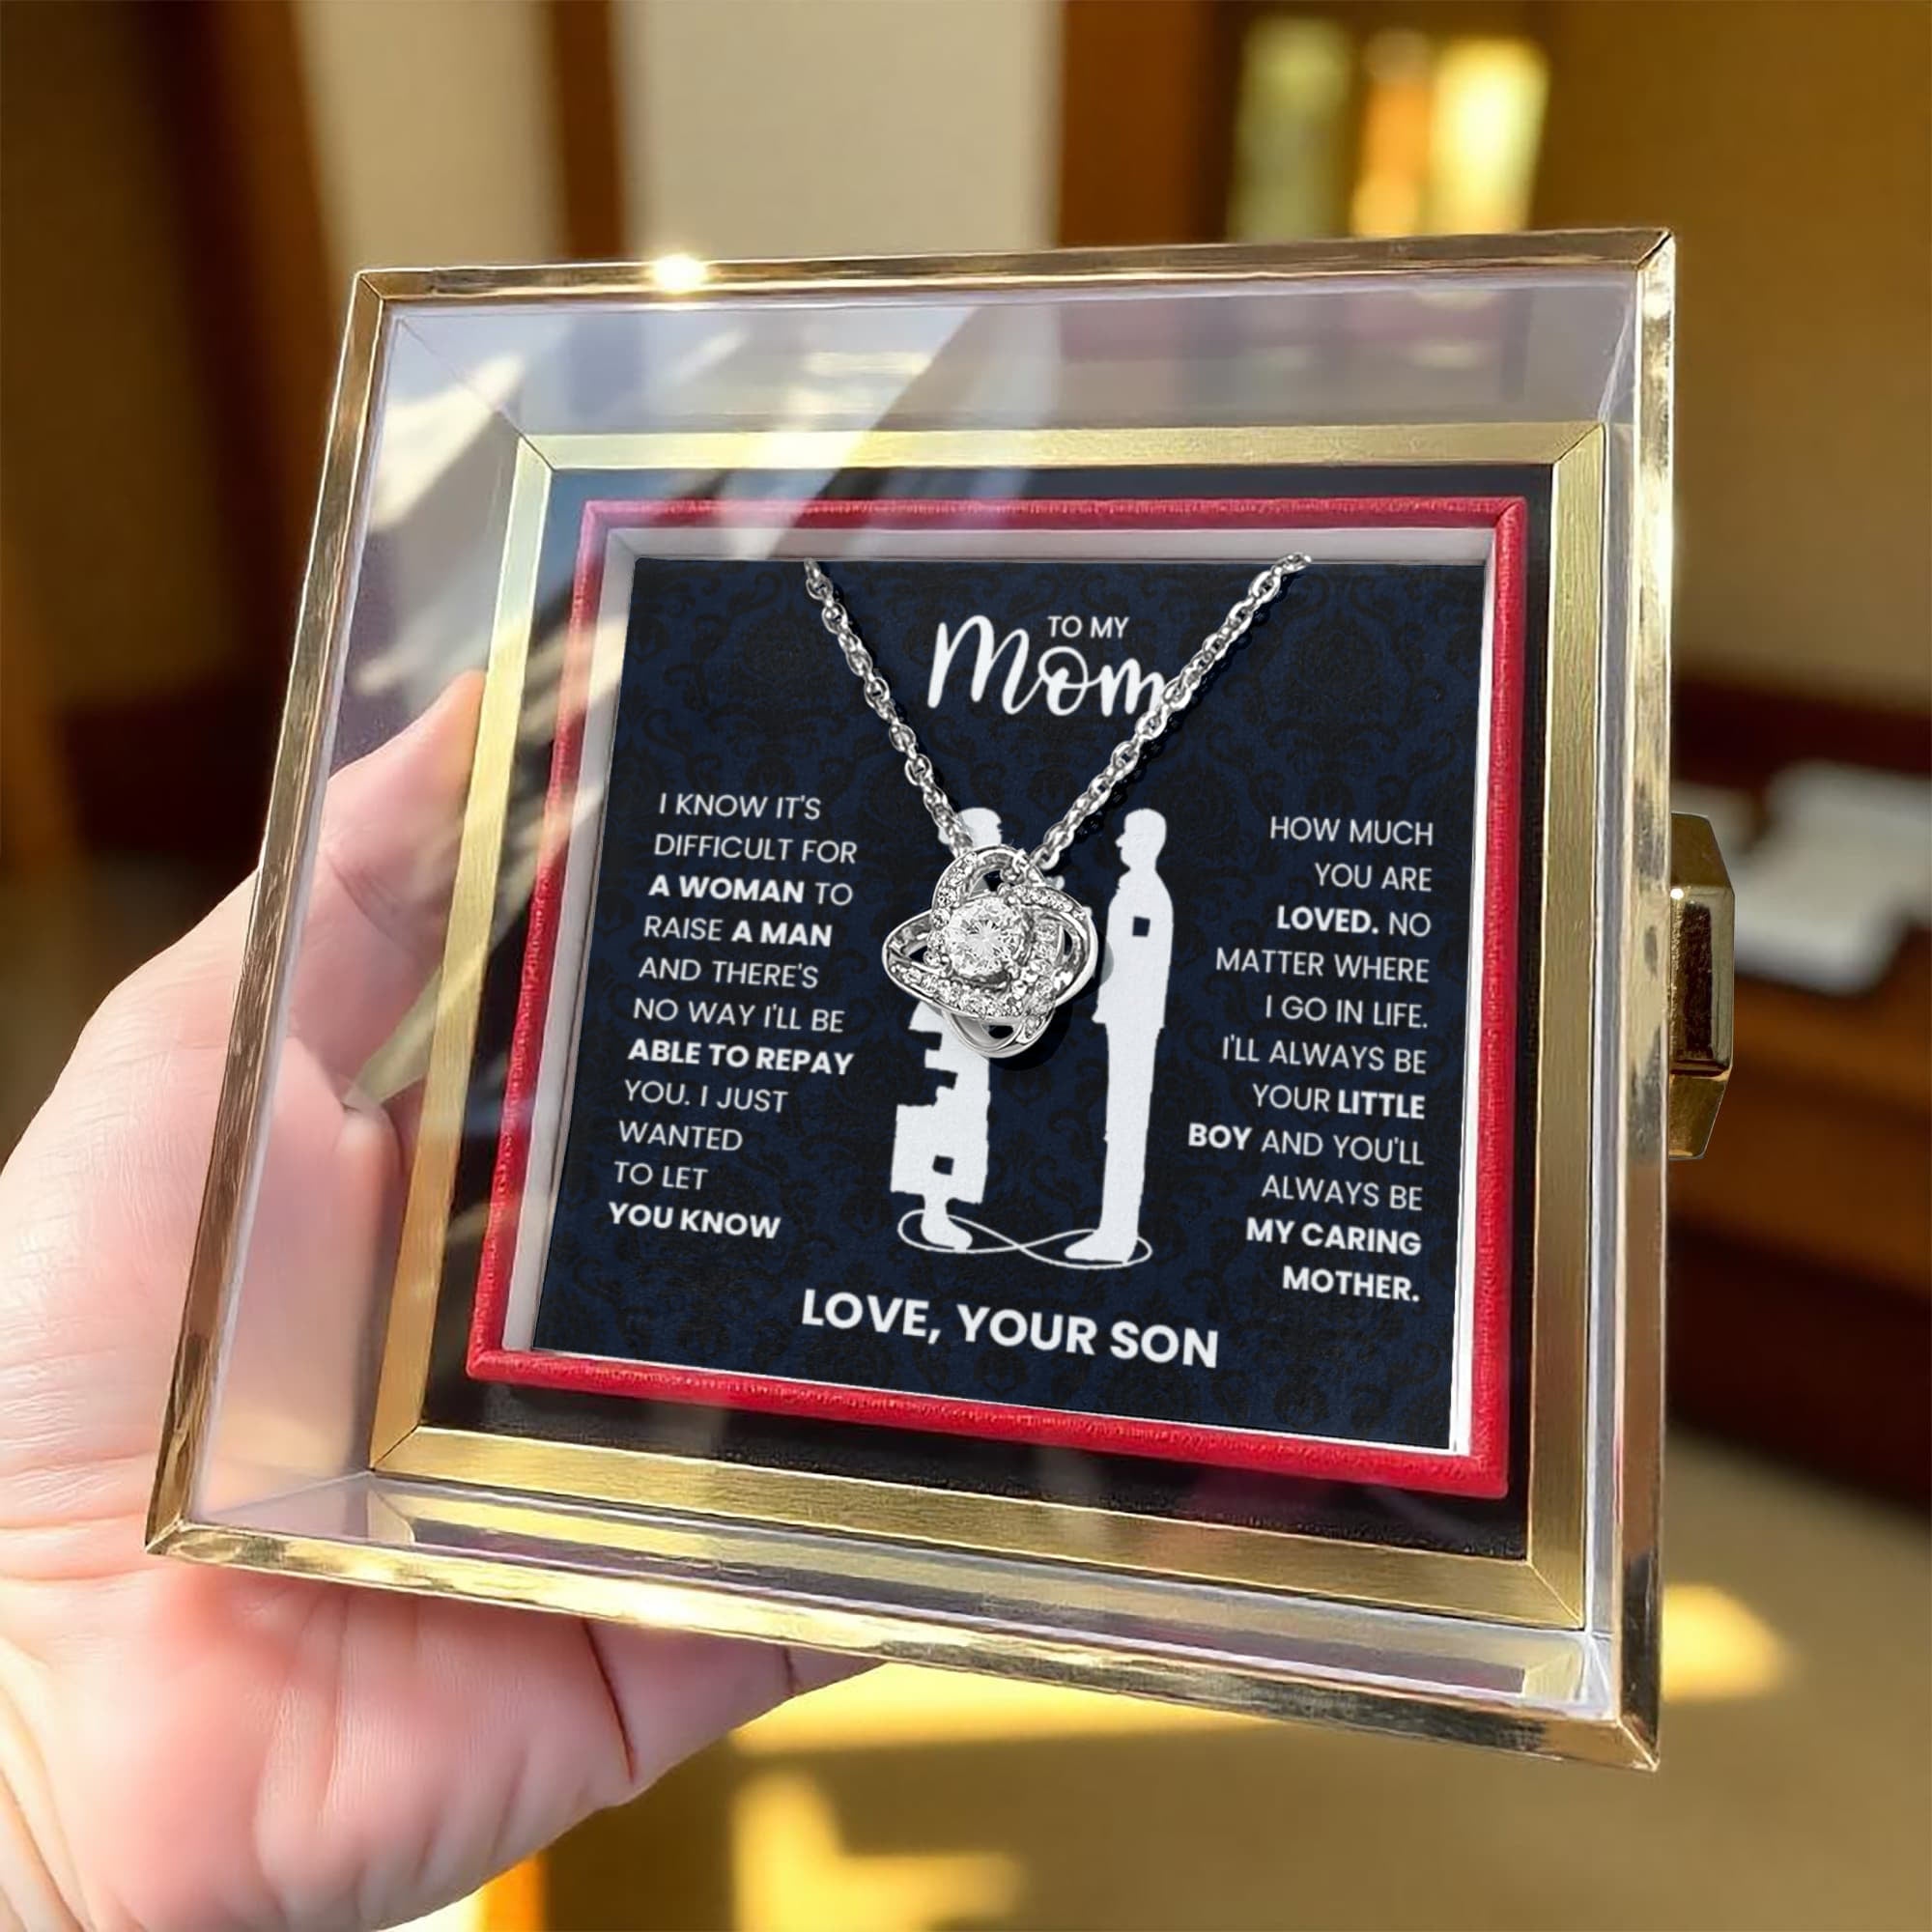 TO MY
Mom
I KNOW IT'S
DIFFICULT FOR
A WOMAN TO
RAISE A MAN
AND THERE'S
NO WAY I'LL BE
ABLE TO REPAY
YOU. I JUST
WANTED
TO LET
YOU KNOW
HOW MUCH
YOU ARE
LOVED. NO
MATTER WHERE
I GO IN LIFE.
I'LL ALWAYS BE
YOUR LITTLE
BOY AND YOU'LL
ALWAYS BE
MY CARING
MOTHER.
LOVE, YOUR SON